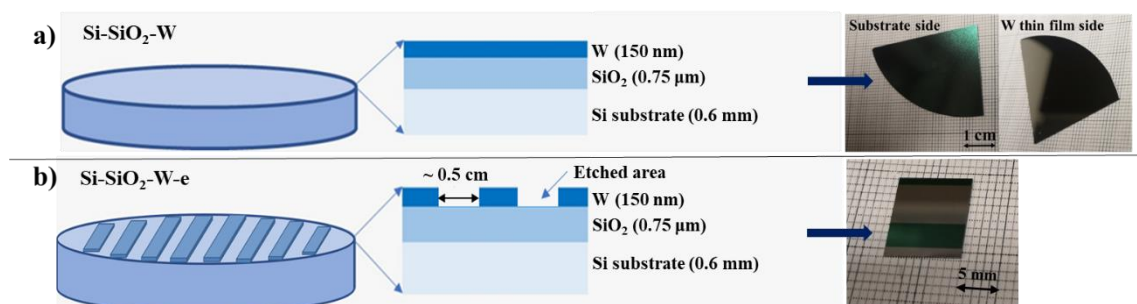 a)
Si-SiO₂-W
W (150 nm)
SiO₂ (0.75 µm)
Si substrate (0.6 mm)
Substrate side
W thin film side
1 cm
b)
Si-SiO₂-W-e
~ 0.5 cm
Etched area
W (150 nm)
SiO₂ (0.75 µm)
Si substrate (0.6 mm)
5 mm